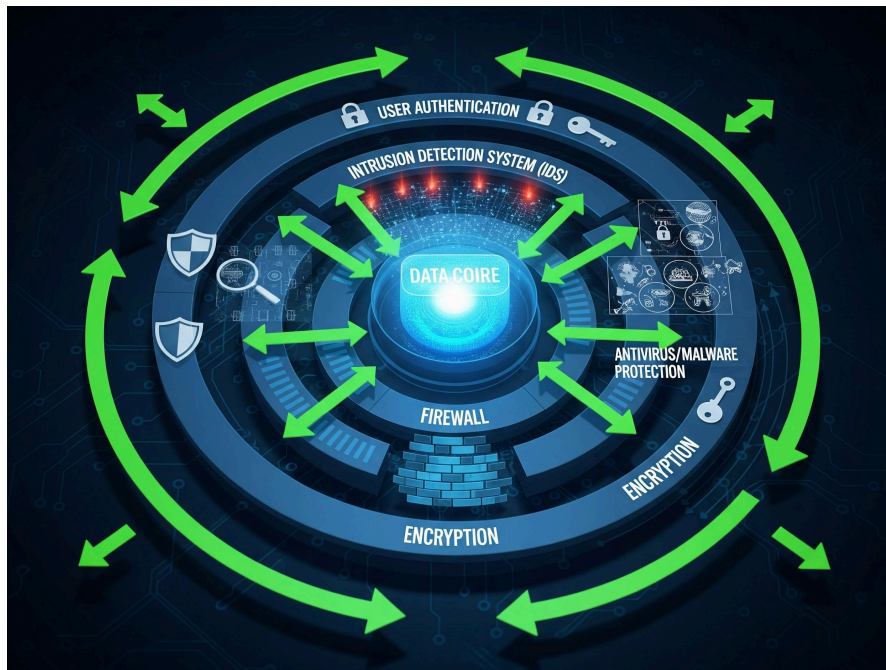 USER AUTHENTICATION
INTRUSION DETECTION SYSTEM (IDS)
DATA COIRE
ANTIVIRUS/MALWARE
PROTECTION
FIREWALL
ENCRYPTION
ENCRYPTION